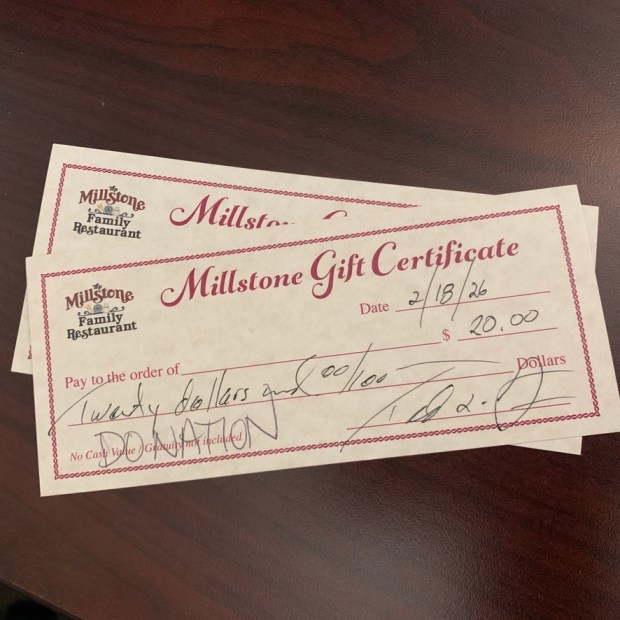 Millstone
Family
Restaurant
Millstone
Family
Restaurant
Millstone Gift Certificate
Date 2/18/26
$ 20.00
Pay to the order of
Twenty dollars and 00/100 Dollars
DONATION
No Cash Value / Gratuity not included